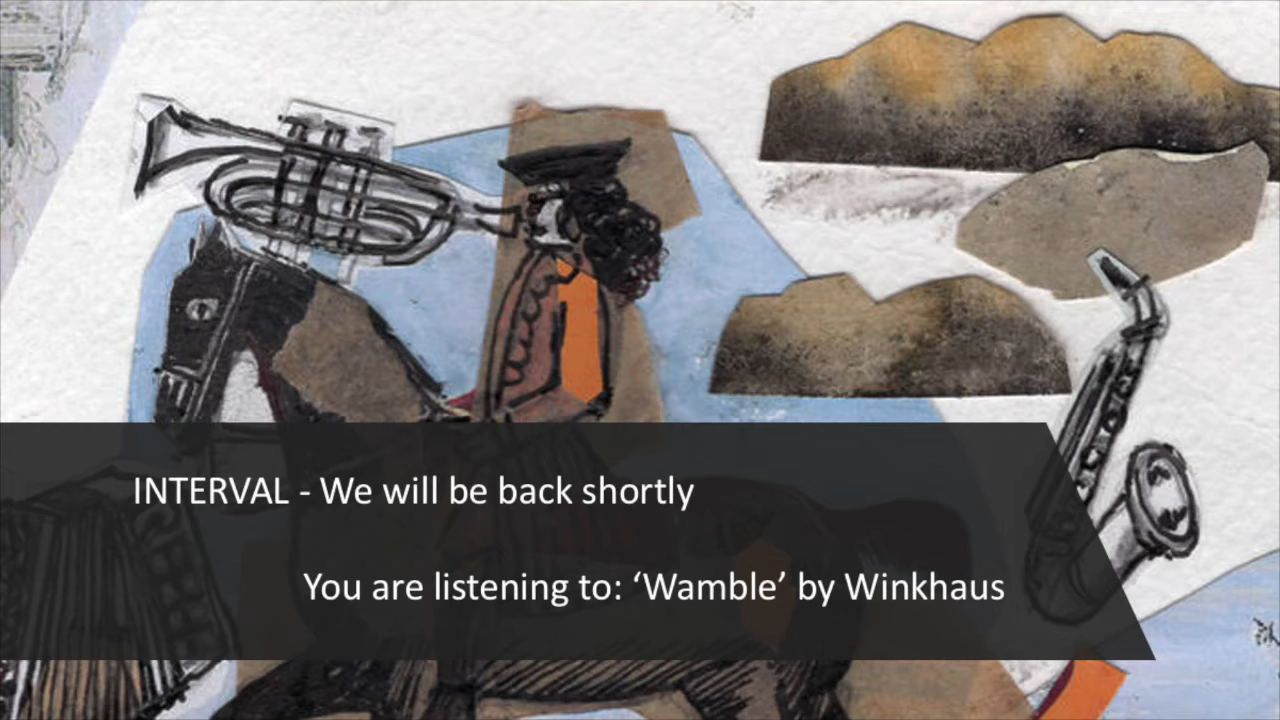 INTERVAL - We will be back shortly
You are listening to: ‘Wamble’ by Winkhaus